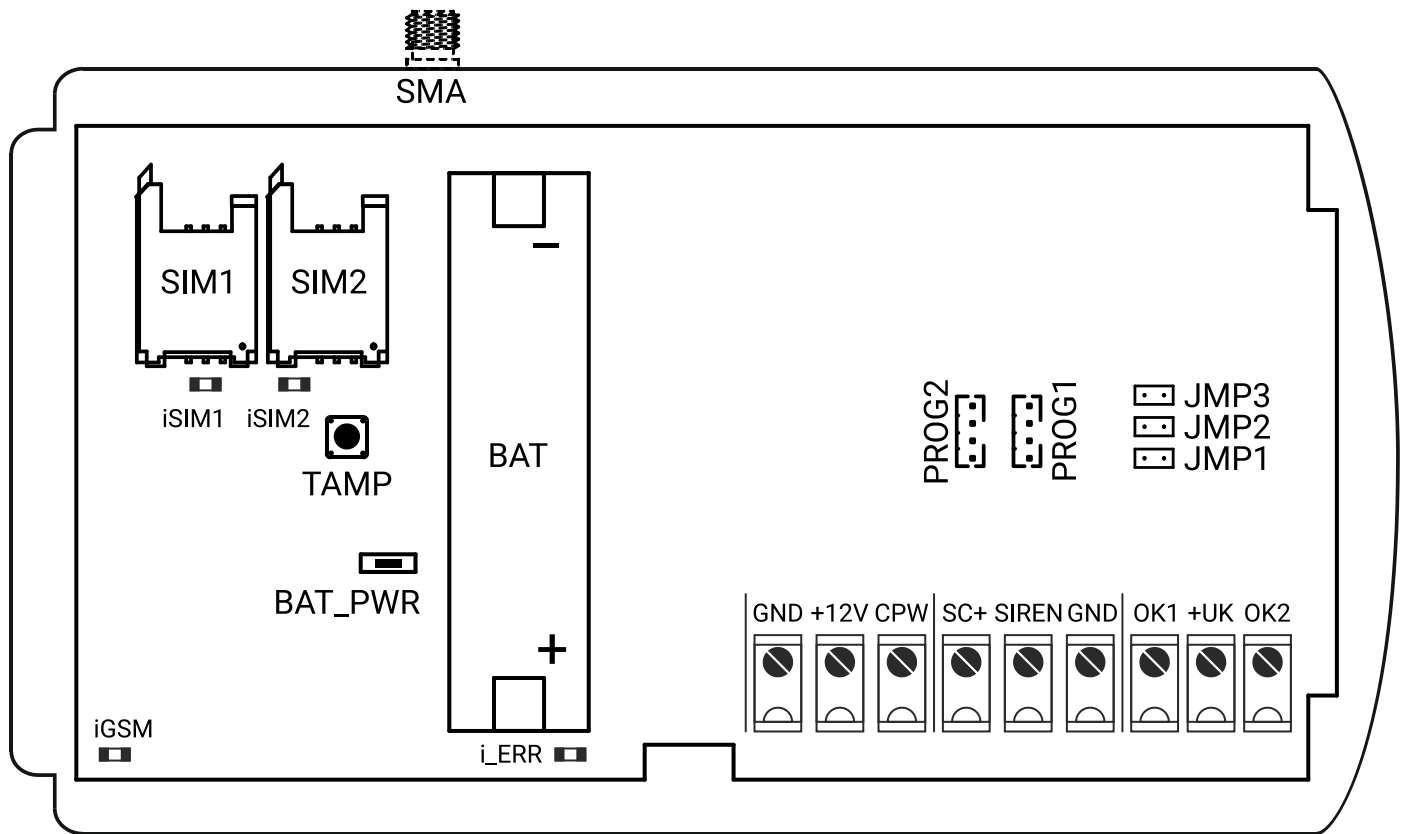 SMA
SIM1
SIM2
iSIM1
iSIM2
TAMP
BAT_PWR
iGSM
−
BAT
+
i_ERR
PROG2
PROG1
JMP3
JMP2
JMP1
GND +12V CPW SC+ SIREN GND OK1 +UK OK2